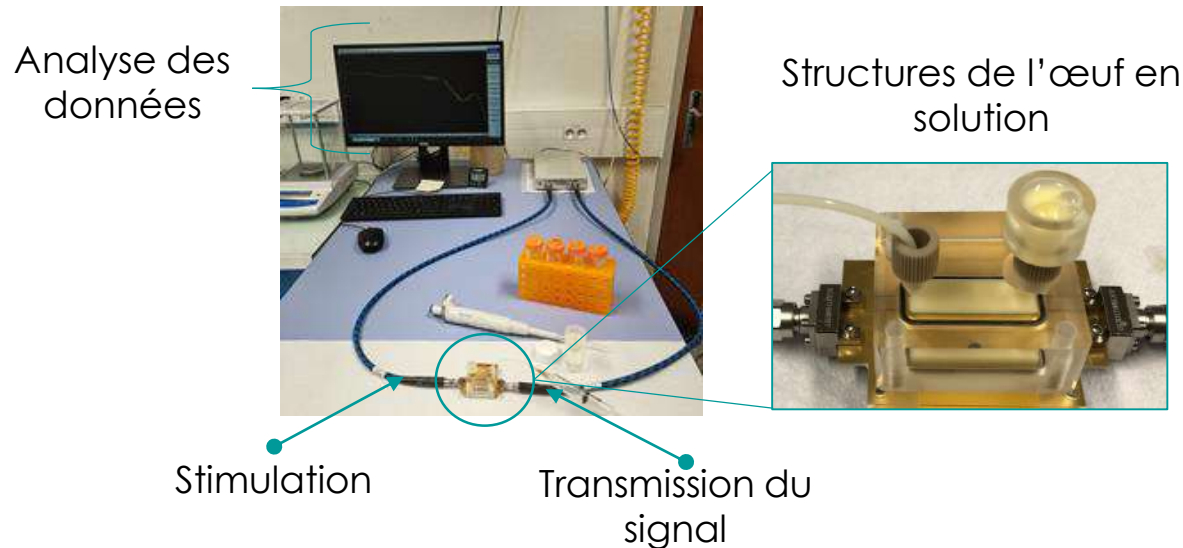 Analyse des
données
Structures de l’œuf en
solution
Stimulation
Transmission du
signal